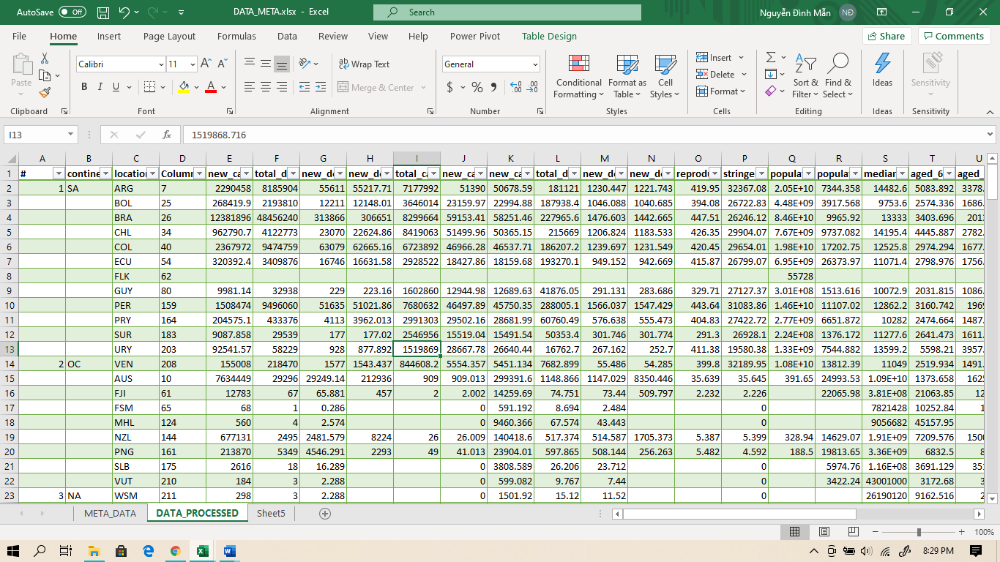 AutoSave Off DATA_META.xlsx - Excel Search Nguyễn Đình Mẫn NĐ
File Home Insert Page Layout Formulas Data Review View Help Power Pivot Table Design Share Comments
Calibri 11 Wrap Text General Insert
Paste B I U Merge & Center $ % Conditional Formatting Format as Table Cell Styles Delete Format Sort & Filter Find & Select Ideas Sensitivity
Clipboard Font Alignment Number Styles Cells Editing Ideas Sensitivity
I13 fx 1519868.716
A B C D E F G H I J K L M N O P Q R S T U
1 # contine locatio Column new_ca total_d new_de new_de total_ca new_ca new_ca total_d new_de new_de reprod stringe popula popula median aged_6 aged_
2 1 SA ARG 7 2290458 8185904 55611 55217.71 7177992 51390 50678.59 181121 1230.447 1221.743 419.95 32367.08 2.05E+10 7344.358 14482.6 5083.892 3378.
3 BOL 25 268419.9 2193810 12211 12148.01 3646014 23159.97 22994.88 187938.4 1046.088 1040.685 394.08 26722.83 4.48E+09 3917.568 9753.6 2574.336 1686.
4 BRA 26 12381896 48456240 313866 306651 8299664 59153.41 58251.46 227965.6 1476.603 1442.665 447.51 26246.12 8.46E+10 9965.92 13333 3403.696 201
5 CHL 34 962790.7 4122773 23070 22624.86 8419063 51499.96 50365.15 215669 1206.824 1183.533 426.35 29904.07 7.67E+09 9737.082 14195.4 4445.887 2782.
6 COL 40 2367972 9474759 63079 62665.16 6723892 46966.28 46537.71 186207.2 1239.697 1231.549 420.45 29654.01 1.98E+10 17202.75 12525.8 2974.294 1677.
7 ECU 54 320392.4 3409876 16746 16631.58 2928522 18427.86 18159.68 193270.1 949.152 942.669 415.87 26799.07 6.95E+09 26373.97 11071.4 2798.976 1756.
8 FLK 62 55728
9 GUY 80 9981.14 32938 229 223.16 1602860 12944.98 12689.63 41876.05 291.131 283.686 329.71 27127.37 3.01E+08 1513.616 10072.9 2031.815 1086.
10 PER 159 1508474 9496060 51635 51021.86 7680632 46497.89 45750.35 288005.1 1566.037 1547.429 443.64 31083.86 1.46E+10 11107.02 12862.2 3160.742 196
11 PRY 164 204575.1 433376 4113 3962.013 2991303 29502.16 28681.99 60760.49 576.638 555.473 404.83 27422.72 2.77E+09 6651.872 10282 2474.664 1487.
12 SUR 183 9087.858 29539 177 177.02 2546956 15519.04 15491.54 50353.4 301.746 301.774 291.3 26928.1 2.24E+08 1376.172 11277.6 2641.473 1611.
13 URY 203 92541.57 58229 928 877.892 1519869 28667.78 26640.44 16762.7 267.162 252.7 411.38 19580.38 1.33E+09 7544.882 13599.2 5598.21 3957.
14 2 OC VEN 208 155008 218470 1577 1543.437 844608.2 5554.357 5451.134 7682.899 55.486 54.285 399.8 32189.95 1.08E+10 13812.39 11049 2519.934 1491.
15 AUS 10 7634449 29296 29249.14 212936 909 909.013 299391.6 1148.866 1147.029 8350.446 35.639 35.645 391.65 24993.53 1.09E+10 1373.658 162
16 FJI 61 12783 67 65.881 457 2 2.002 14259.69 74.751 73.44 509.797 2.232 2.226 22065.98 3.81E+08 21063.85 12
17 FSM 65 68 1 0.286 0 591.192 8.694 2.484 0 7821428 10252.84 1
18 MHL 124 560 4 2.574 0 9460.366 67.574 43.443 0 9056682 45157.95
19 NZL 144 677131 2495 2481.579 8224 26 26.009 140418.6 517.374 514.587 1705.373 5.387 5.399 328.94 14629.07 1.91E+09 7209.576 150
20 PNG 161 213870 5349 4546.291 2293 49 41.013 23904.01 597.865 508.144 256.263 5.482 4.592 188.5 19813.65 3.36E+09 6832.5 8
21 SLB 175 2616 18 16.289 0 3808.589 26.206 23.712 0 5974.76 1.16E+08 3691.129 35
22 VUT 210 184 3 2.288 0 599.082 9.767 7.44 0 3422.24 43001000 3172.68 3
23 3 NA WSM 211 298 3 2.288 0 1501.92 15.12 11.52 0 26190120 9162.516 2
META_DATA DATA_PROCESSED Sheet5
100%
8:29 PM